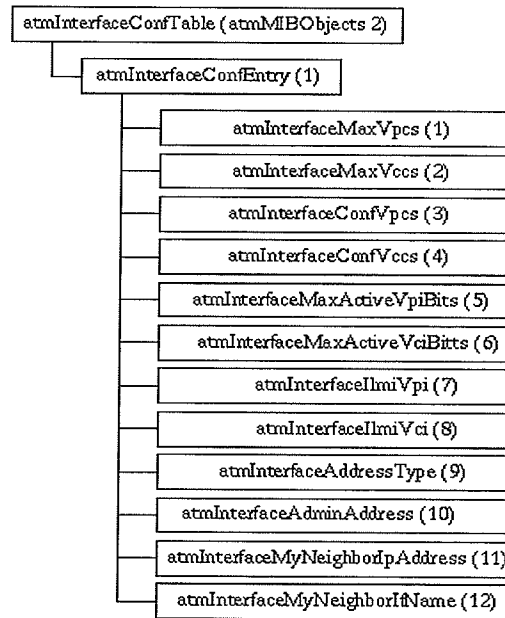 atmInterfaceConfTable (atmMIBObjects 2)
atmInterfaceConfEntry (1)
atmInterfaceMaxVpcs (1)
atmInterfaceMaxVccs (2)
atmInterfaceConfVpcs (3)
atmInterfaceConfVccs (4)
atmInterfaceMaxActiveVpiBits (5)
atmInterfaceMaxActiveVciBitts (6)
atmInterfaceIlmiVpi (7)
atmInterfaceIlmiVci (8)
atmInterfaceAddressType (9)
atmInterfaceAdminAddress (10)
atmInterfaceMyNeighborIpAddress (11)
atmInterfaceMyNeighborIfName (12)